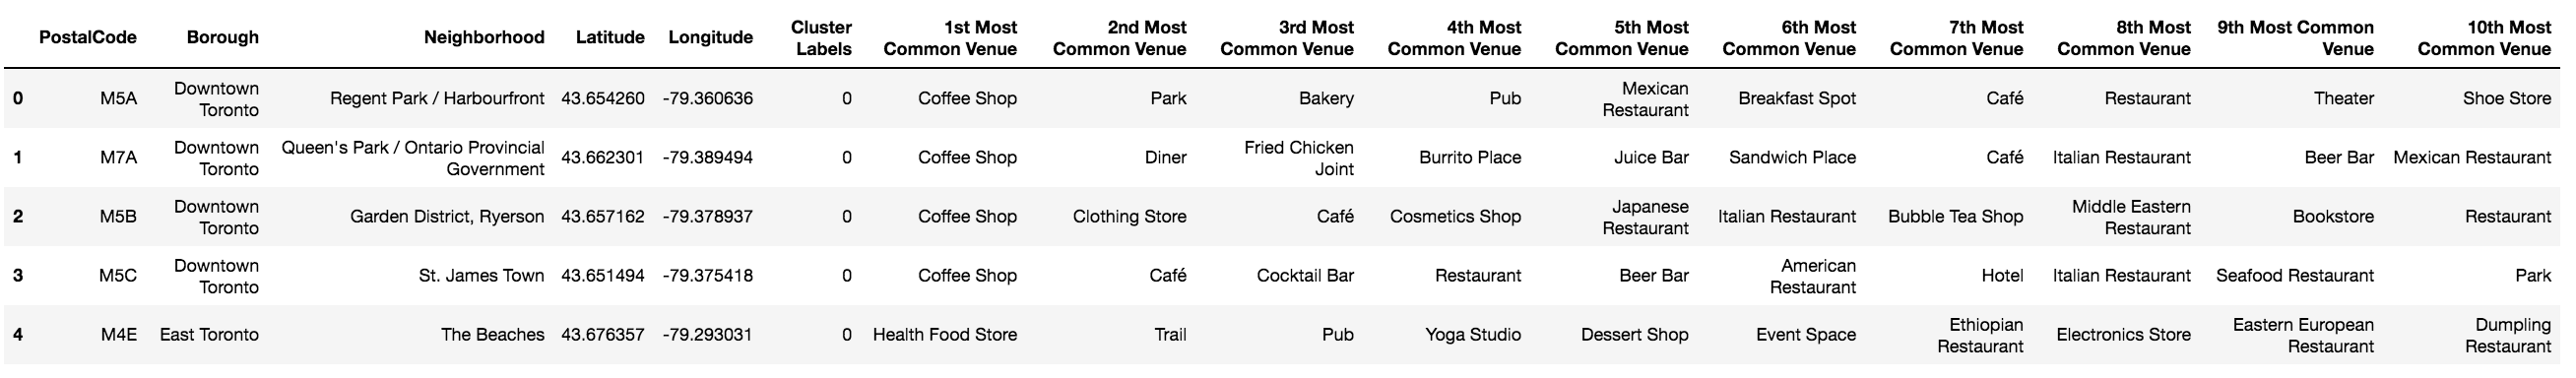 PostalCode Borough Neighborhood Latitude Longitude Cluster Labels 1st Most Common Venue 2nd Most Common Venue 3rd Most Common Venue 4th Most Common Venue 5th Most Common Venue 6th Most Common Venue 7th Most Common Venue 8th Most Common Venue 9th Most Common Venue 10th Most Common Venue
0 M5A Downtown Toronto Regent Park / Harbourfront 43.654260 -79.360636 0 Coffee Shop Park Bakery Pub Mexican Restaurant Breakfast Spot Café Restaurant Theater Shoe Store
1 M7A Downtown Toronto Queen's Park / Ontario Provincial Government 43.662301 -79.389494 0 Coffee Shop Diner Fried Chicken Joint Burrito Place Juice Bar Sandwich Place Café Italian Restaurant Beer Bar Mexican Restaurant
2 M5B Downtown Toronto Garden District, Ryerson 43.657162 -79.378937 0 Coffee Shop Clothing Store Café Cosmetics Shop Japanese Restaurant Italian Restaurant Bubble Tea Shop Middle Eastern Restaurant Bookstore Restaurant
3 M5C Downtown Toronto St. James Town 43.651494 -79.375418 0 Coffee Shop Café Cocktail Bar Restaurant Beer Bar American Restaurant Hotel Italian Restaurant Seafood Restaurant Park
4 M4E East Toronto The Beaches 43.676357 -79.293031 0 Health Food Store Trail Pub Yoga Studio Dessert Shop Event Space Ethiopian Restaurant Electronics Store Eastern European Restaurant Dumpling Restaurant